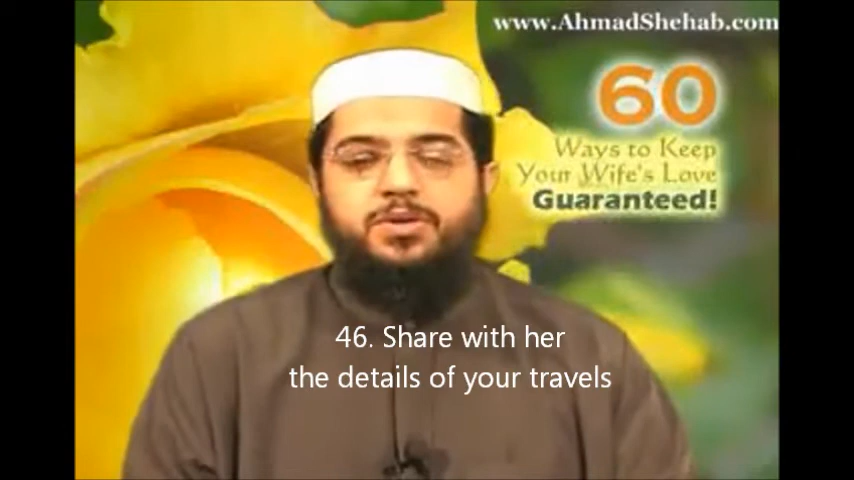 www.AhmadShehab.com
60
Ways to Keep
Your Wife's Love
Guaranteed!
46. Share with her
the details of your travels